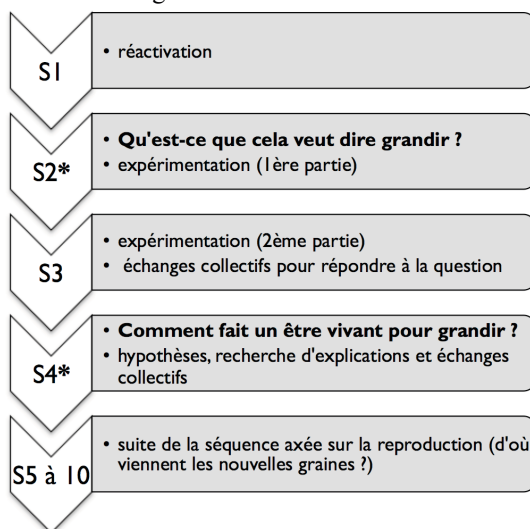 S1
• réactivation
S2*
• Qu'est-ce que cela veut dire grandir ?
• expérimentation (1ère partie)
S3
• expérimentation (2ème partie)
• échanges collectifs pour répondre à la question
S4*
• Comment fait un être vivant pour grandir ?
• hypothèses, recherche d'explications et échanges
collectifs
S5 à 10
• suite de la séquence axée sur la reproduction (d'où
viennent les nouvelles graines ?)